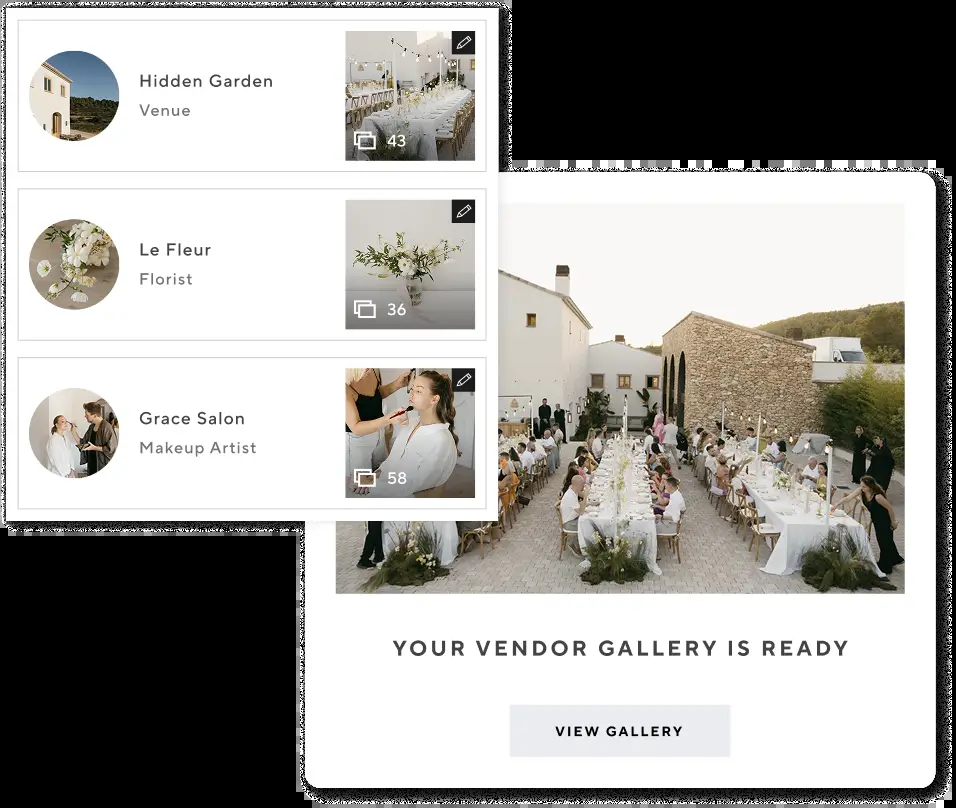 Hidden Garden
Venue
43
Le Fleur
Florist
36
Grace Salon
Makeup Artist
58
YOUR VENDOR GALLERY IS READY
VIEW GALLERY